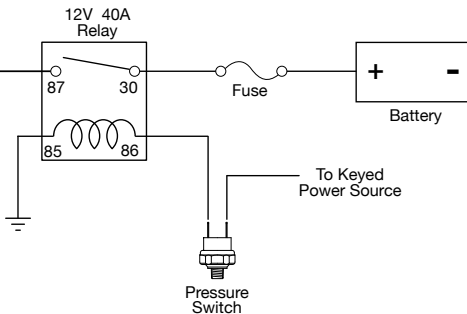 12V 40A
Relay
87
30
Fuse
+
-
Battery
85
86
To Keyed
Power Source
Pressure
Switch